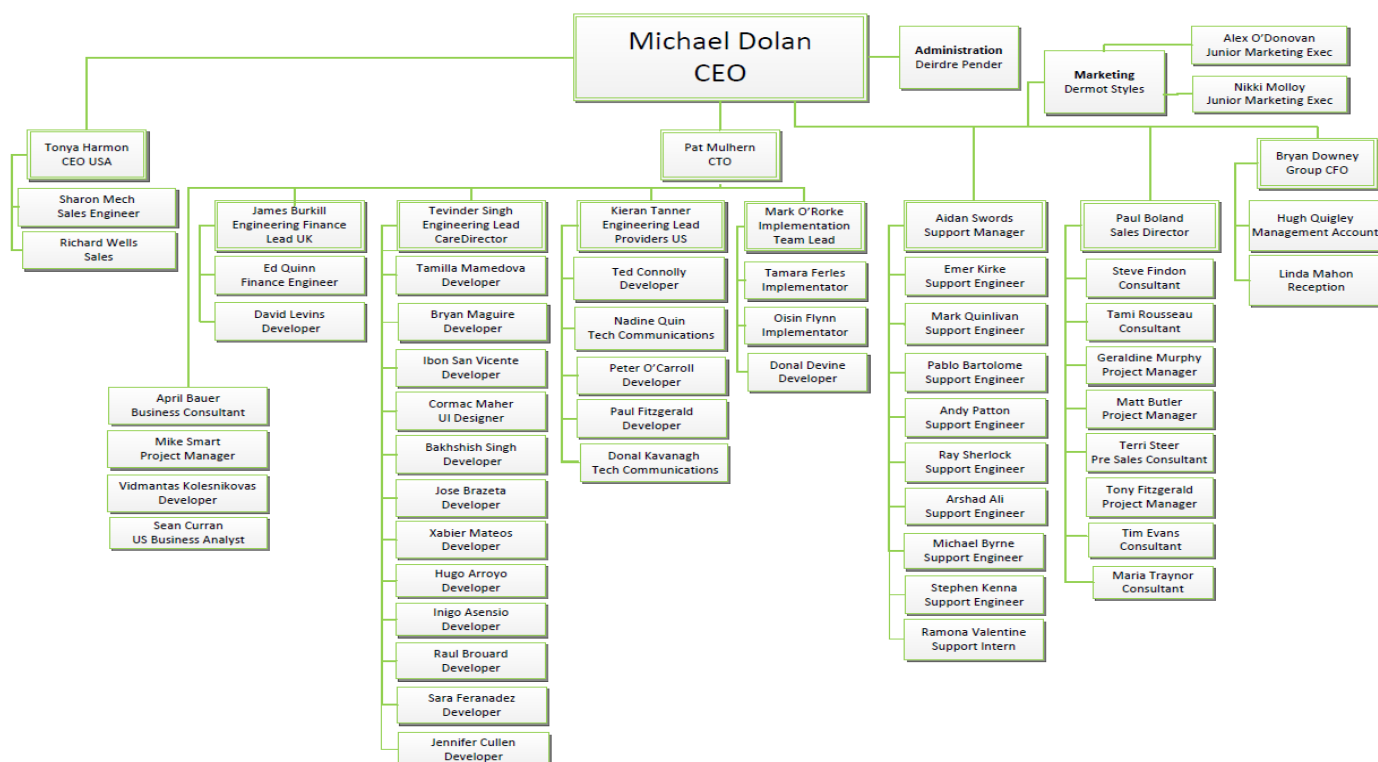 Michael Dolan
CEO
Administration
Deirdre Pender
Marketing
Dermot Styles
Alex O’Donovan
Junior Marketing Exec
Nikki Molloy
Junior Marketing Exec
Tonya Harmon
CEO USA
Sharon Mech
Sales Engineer
Richard Wells
Sales
Pat Mulhern
CTO
Bryan Downey
Group CFO
Hugh Quigley
Management Account
Linda Mahon
Reception
James Burkill
Engineering Finance
Lead UK
Ed Quinn
Finance Engineer
David Levins
Developer
April Bauer
Business Consultant
Mike Smart
Project Manager
Vidmantas Kolesnikovas
Developer
Sean Curran
US Business Analyst
Tevinder Singh
Engineering Lead
CareDirector
Tamilla Mamedova
Developer
Bryan Maguire
Developer
Ibon San Vicente
Developer
Cormac Maher
UI Designer
Bakhshish Singh
Developer
Jose Brazeta
Developer
Xabier Mateos
Developer
Hugo Arroyo
Developer
Inigo Asensio
Developer
Raul Brouard
Developer
Sara Feranadez
Developer
Jennifer Cullen
Developer
Kieran Tanner
Engineering Lead
Providers US
Ted Connolly
Developer
Nadine Quin
Tech Communications
Peter O’Carroll
Developer
Paul Fitzgerald
Developer
Donal Kavanagh
Tech Communications
Mark O’Rorke
Implementation
Team Lead
Tamara Ferles
Implementator
Oisin Flynn
Implementator
Donal Devine
Developer
Aidan Swords
Support Manager
Emer Kirke
Support Engineer
Mark Quinlivan
Support Engineer
Pablo Bartolome
Support Engineer
Andy Patton
Support Engineer
Ray Sherlock
Support Engineer
Arshad Ali
Support Engineer
Michael Byrne
Support Engineer
Stephen Kenna
Support Engineer
Ramona Valentine
Support Intern
Paul Boland
Sales Director
Steve Findon
Consultant
Tami Rousseau
Consultant
Geraldine Murphy
Project Manager
Matt Butler
Project Manager
Terri Steer
Pre Sales Consultant
Tony Fitzgerald
Project Manager
Tim Evans
Consultant
Maria Traynor
Consultant